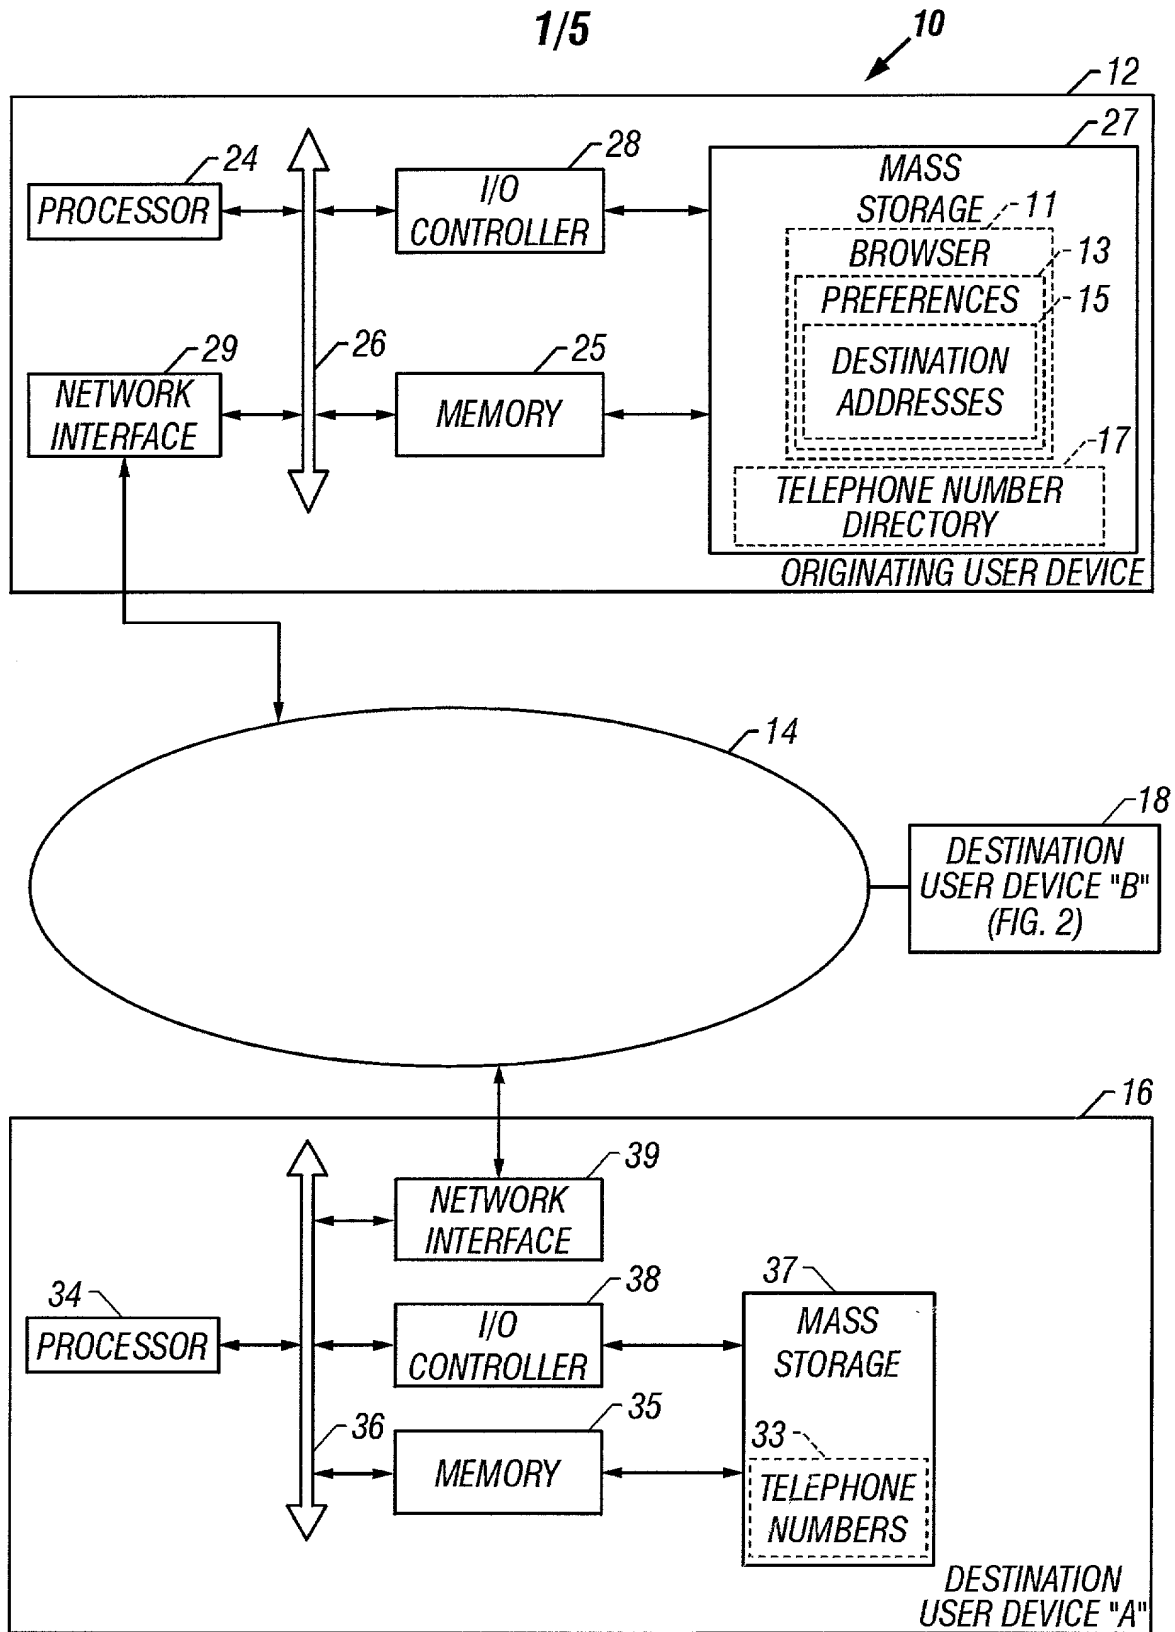 1/5
10
12
24
PROCESSOR
28
I/O
CONTROLLER
27
MASS
STORAGE
11
BROWSER
13
PREFERENCES
15
DESTINATION
ADDRESSES
29
NETWORK
INTERFACE
26
25
MEMORY
17
TELEPHONE NUMBER
DIRECTORY
ORIGINATING USER DEVICE
14
18
DESTINATION
USER DEVICE "B"
(FIG. 2)
16
39
NETWORK
INTERFACE
34
PROCESSOR
38
I/O
CONTROLLER
37
MASS
STORAGE
36
35
MEMORY
33
TELEPHONE
NUMBERS
DESTINATION
USER DEVICE "A"